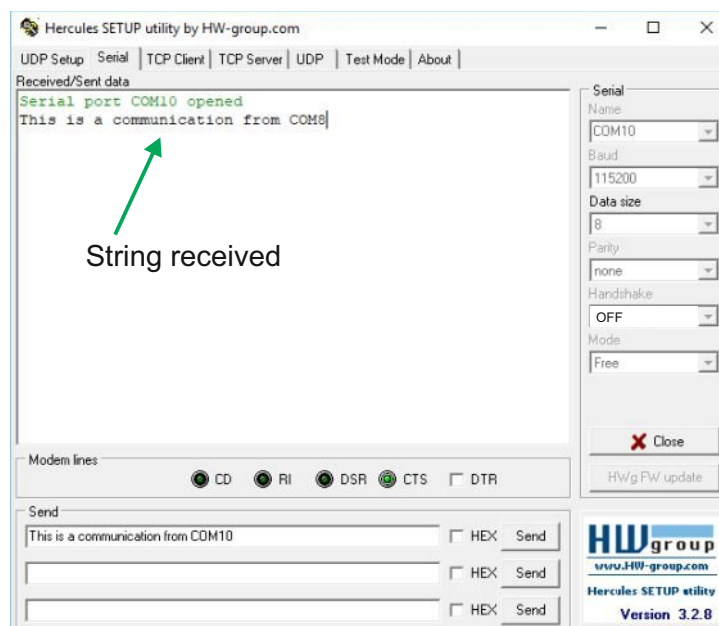 Hercules SETUP utility by HW-group.com
UDP Setup Serial TCP Client TCP Server UDP Test Mode About
Received/Sent data
Serial port COM10 opened
This is a communication from COM8
String received
Serial
Name
COM10
Baud
115200
Data size
8
Parity
none
Handshake
OFF
Mode
Free
Close
HWg FW update
Modem lines
CD RI DSR CTS DTR
Send
This is a communication from COM10 HEX Send
HEX Send
HEX Send
HW group
www.HW-group.com
Hercules SETUP utility
Version 3.2.8